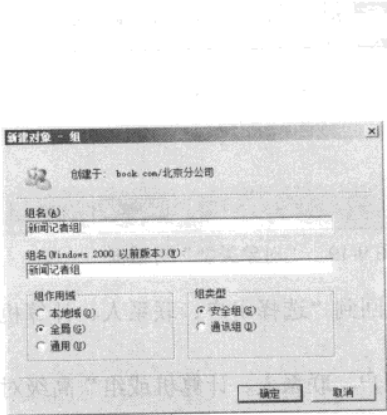 新建对象 - 组
创建于: book.com/北京分公司
组名(A)
新闻记者组
组名(Windows 2000 以前版本)(W):
新闻记者组
组作用域
本地域(O)
全局(G)
通用(U)
组类型
安全组(S)
通讯组(D)
确定
取消